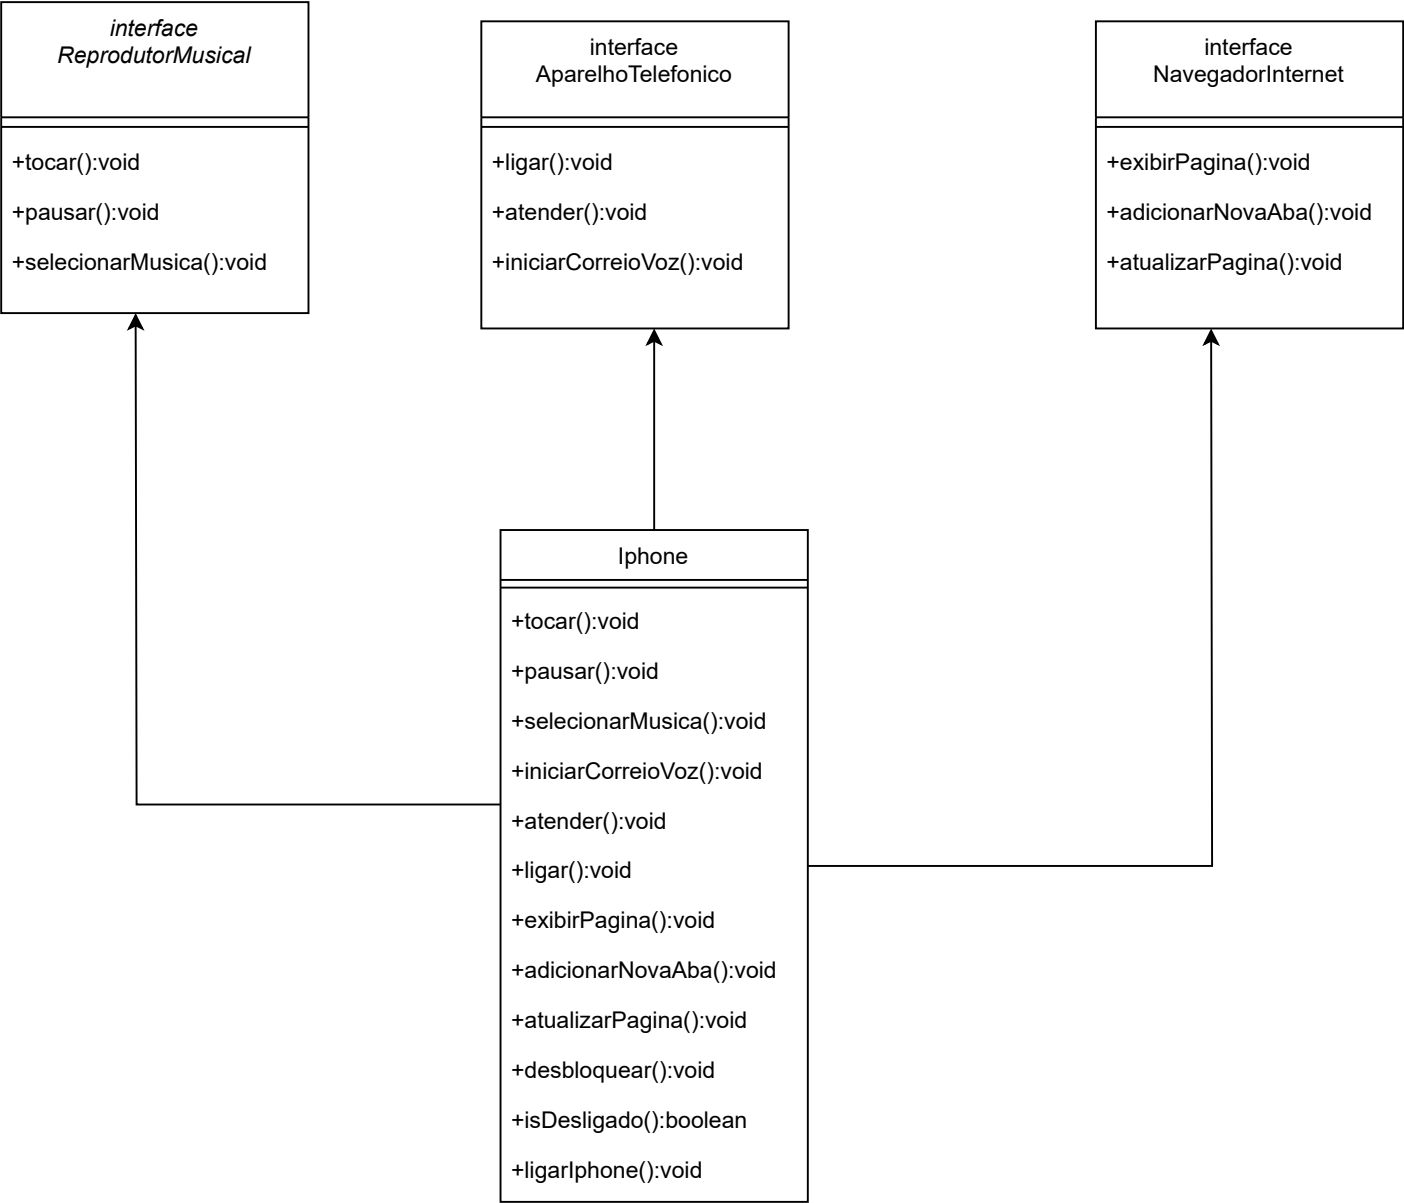 interface
ReprodutorMusical
+tocar():void
+pausar():void
+selecionarMusica():void
interface
AparelhoTelefonico
+ligar():void
+atender():void
+iniciarCorreioVoz():void
interface
NavegadorInternet
+exibirPagina():void
+adicionarNovaAba():void
+atualizarPagina():void
Iphone
+tocar():void
+pausar():void
+selecionarMusica():void
+iniciarCorreioVoz():void
+atender():void
+ligar():void
+exibirPagina():void
+adicionarNovaAba():void
+atualizarPagina():void
+desbloquear():void
+isDesligado():boolean
+ligarIphone():void